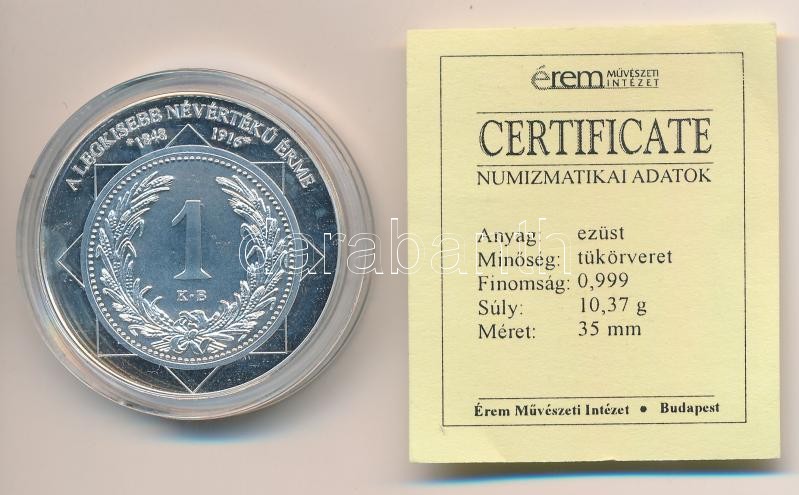 A LEGKISEBB NÉVÉRTÉKŰ ÉRME
*1848 1916*
1
K·B
érem MŰVÉSZETI
INTÉZET
CERTIFICATE
NUMIZMATIKAI ADATOK
Anyag: ezüst
Minőség: tükörveret
Finomság: 0,999
Súly: 10,37 g
Méret: 35 mm
Érem Művészeti Intézet • Budapest
darabanth